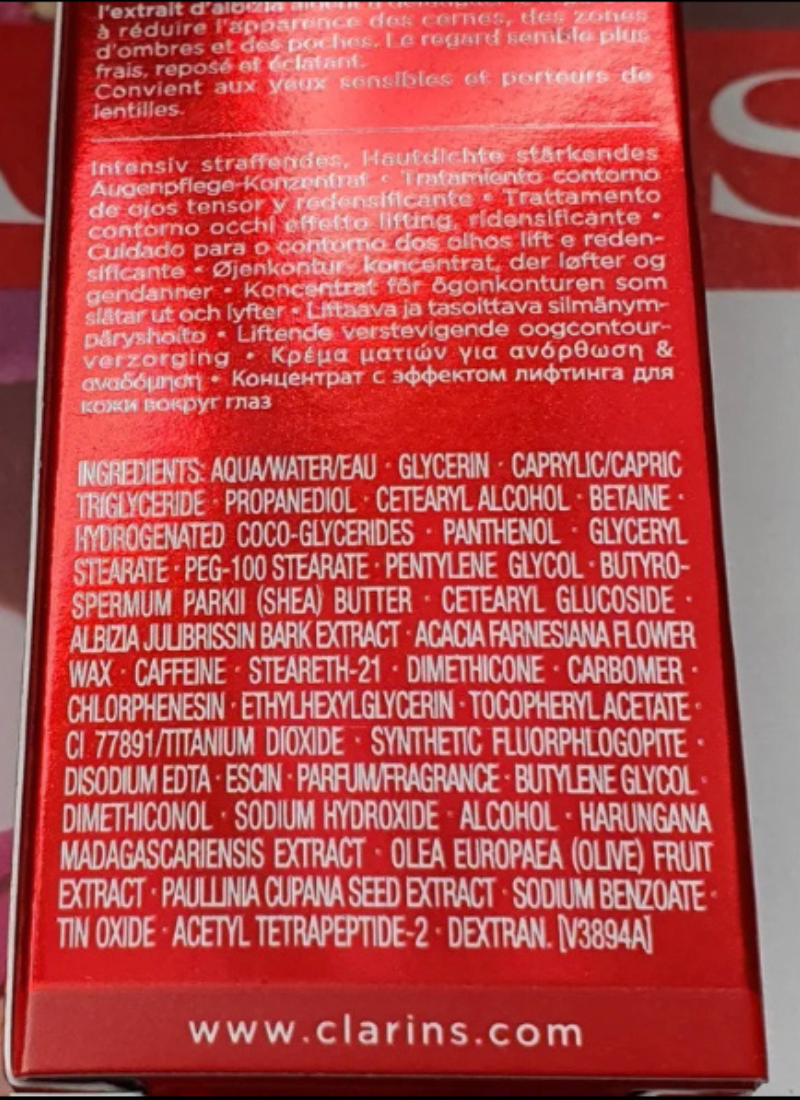 l'extrait d'albizia
à réduire l'apparence des cernes, des zones
d'ombres et des poches. Le regard semble plus
frais, reposé et éclatant.
Convient aux yeux sensibles et porteurs de
lentilles.
Intensiv straffendes, Hautdichte stärkendes
Augenpflege-Konzentrat • Tratamiento contorno
de ojos tensor y redensificante • Trattamento
contorno occhi effetto lifting, ridensificante •
Cuidado para o contorno dos olhos lift e reden-
sificante • Øjenkontur, koncentrat, der løfter og
gendanner • Koncentrat för ögonkonturen som
slätar ut och lyfter • Liftaava ja tasoittava silmänym-
päryshoito • Liftende verstevigende oogcontour-
verzorging • Κρέμα ματιών για ανόρθωση &
αναδόμηση • Концентрат с эффектом лифтинга для
кожи вокруг глаз
INGREDIENTS: AQUA/WATER/EAU · GLYCERIN · CAPRYLIC/CAPRIC
TRIGLYCERIDE · PROPANEDIOL · CETEARYL ALCOHOL · BETAINE ·
HYDROGENATED COCO-GLYCERIDES · PANTHENOL · GLYCERYL
STEARATE · PEG-100 STEARATE · PENTYLENE GLYCOL · BUTYRO-
SPERMUM PARKII (SHEA) BUTTER · CETEARYL GLUCOSIDE ·
ALBIZIA JULIBRISSIN BARK EXTRACT · ACACIA FARNESIANA FLOWER
WAX · CAFFEINE · STEARETH-21 · DIMETHICONE · CARBOMER ·
CHLORPHENESIN · ETHYLHEXYLGLYCERIN · TOCOPHERYL ACETATE ·
CI 77891/TITANIUM DIOXIDE · SYNTHETIC FLUORPHLOGOPITE ·
DISODIUM EDTA · ESCIN · PARFUM/FRAGRANCE · BUTYLENE GLYCOL ·
DIMETHICONOL · SODIUM HYDROXIDE · ALCOHOL · HARUNGANA
MADAGASCARIENSIS EXTRACT · OLEA EUROPAEA (OLIVE) FRUIT
EXTRACT · PAULLINIA CUPANA SEED EXTRACT · SODIUM BENZOATE ·
TIN OXIDE · ACETYL TETRAPEPTIDE-2 · DEXTRAN. [V3894A]
www.clarins.com
S